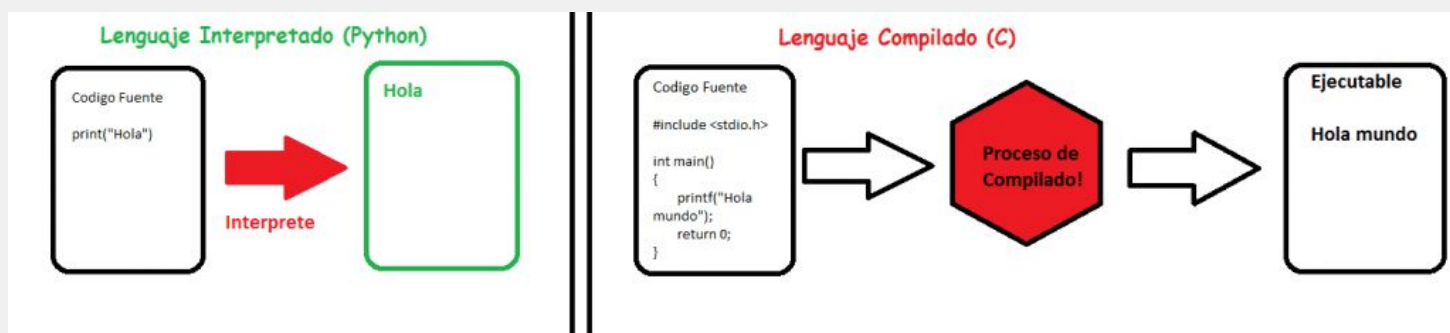 Lenguaje Interpretado (Python)
Codigo Fuente
print("Hola")
Interprete
Hola
Lenguaje Compilado (C)
Codigo Fuente
#include <stdio.h>
int main()
{
printf("Hola
mundo");
return 0;
}
Proceso de
Compilado!
Ejecutable
Hola mundo